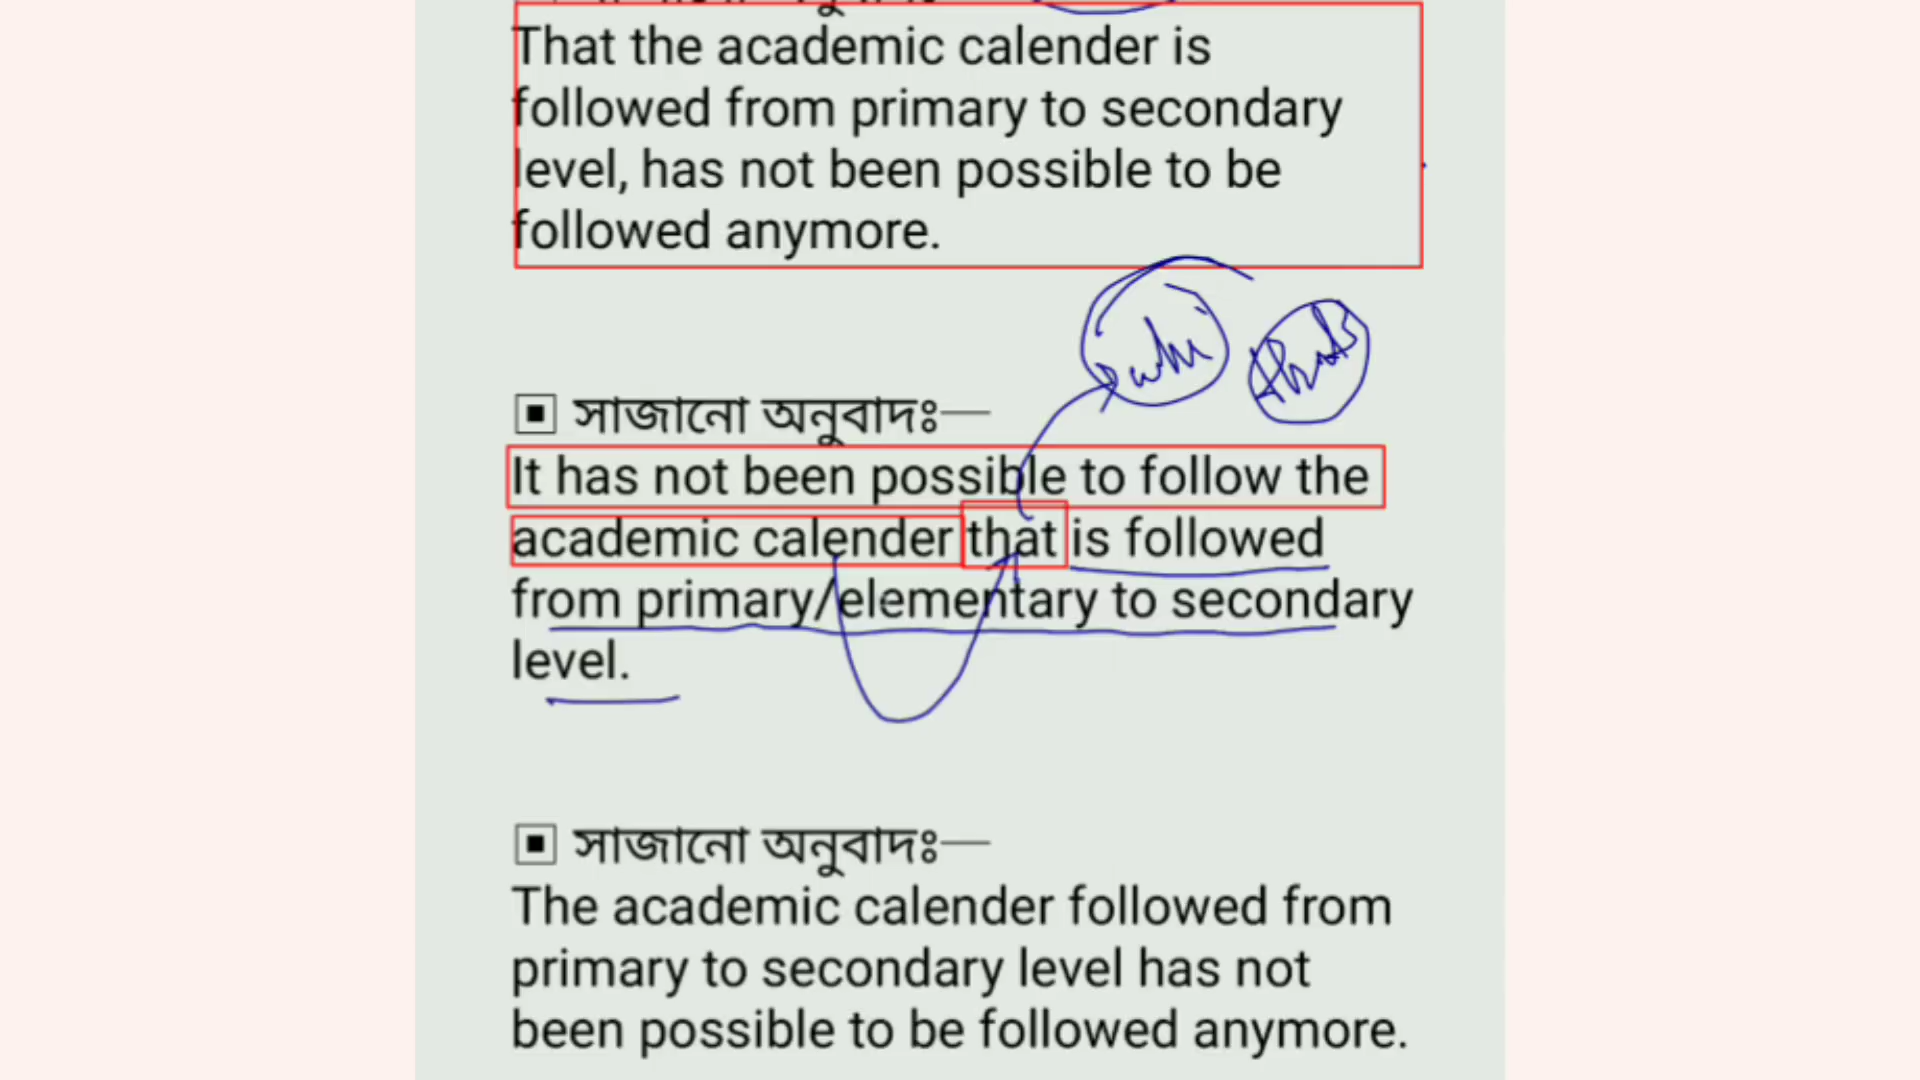 That the academic calender is
followed from primary to secondary
level, has not been possible to be
followed anymore.
▣ সাজানো অনুবাদঃ—
It has not been possible to follow the
academic calender that is followed
from primary/elementary to secondary
level.
▣ সাজানো অনুবাদঃ—
The academic calender followed from
primary to secondary level has not
been possible to be followed anymore.